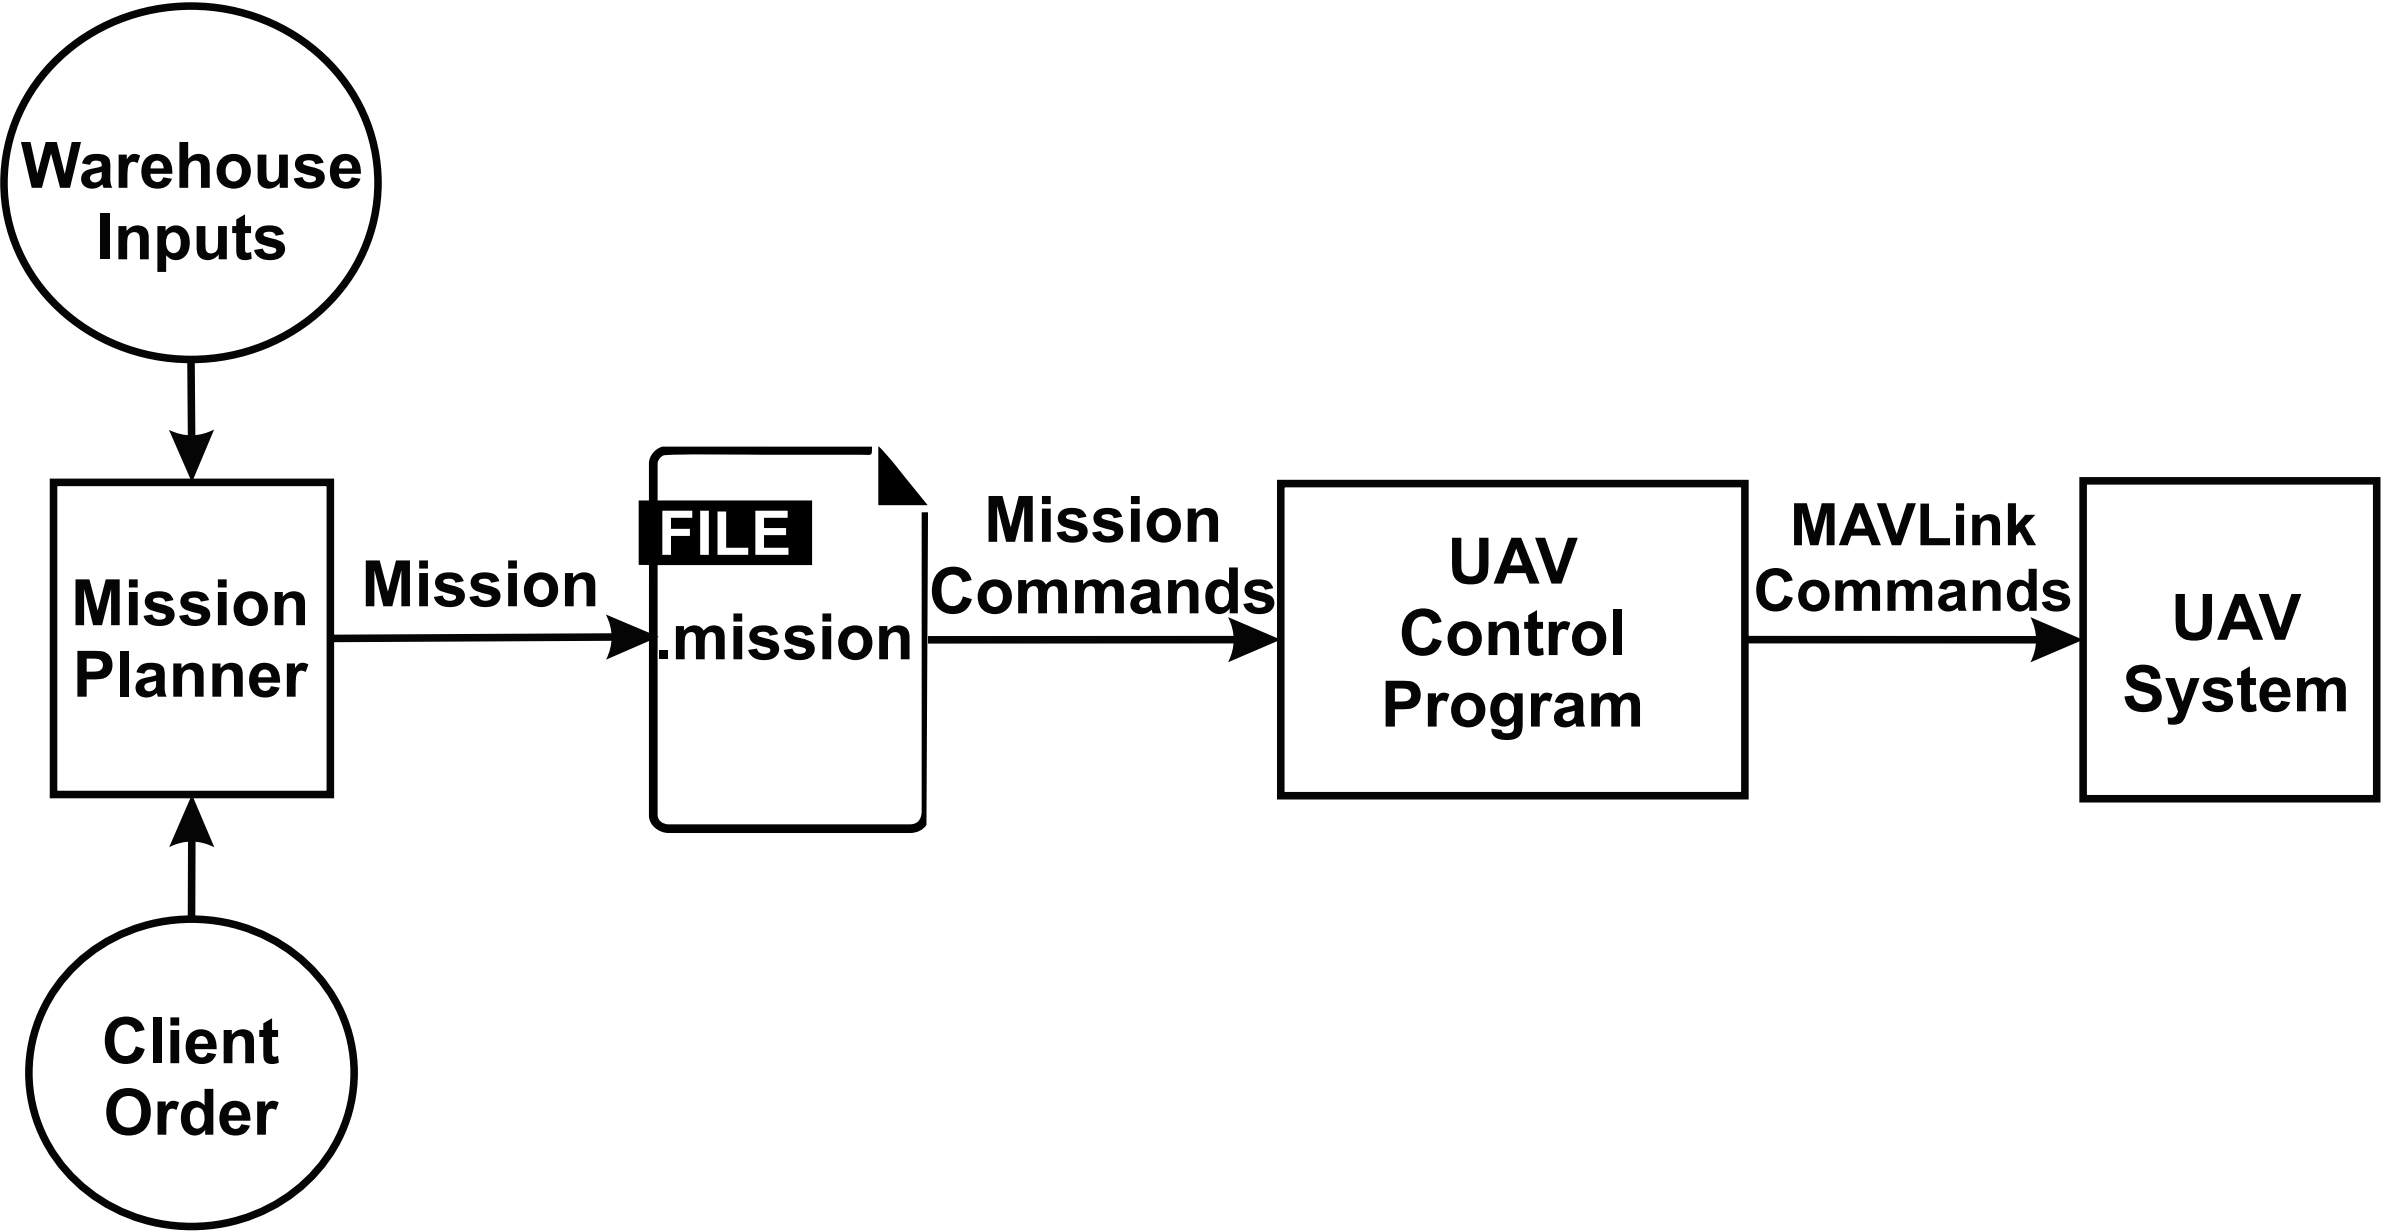 Warehouse
Inputs
Mission
Planner
Client
Order
Mission
FILE
.mission
Mission
Commands
UAV
Control
Program
MAVLink
Commands
UAV
System